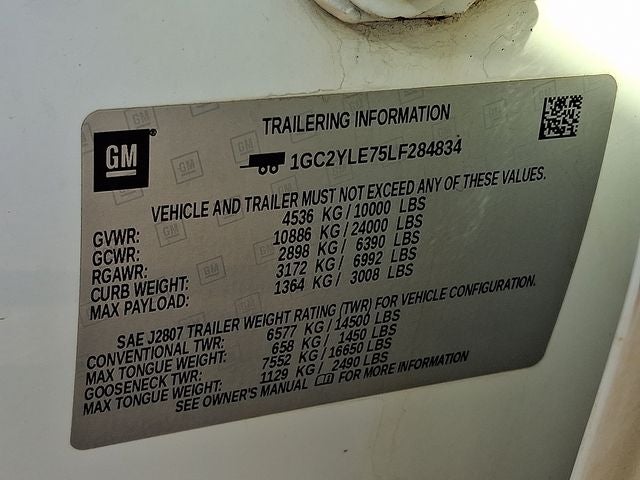 TRAILERING INFORMATION
GM
1GC2YLE75LF284834
VEHICLE AND TRAILER MUST NOT EXCEED ANY OF THESE VALUES.
GVWR: 4536 KG / 10000 LBS
GCWR: 10886 KG / 24000 LBS
RGAWR: 2898 KG / 6390 LBS
CURB WEIGHT: 3172 KG / 6992 LBS
MAX PAYLOAD: 1364 KG / 3008 LBS
SAE J2807 TRAILER WEIGHT RATING (TWR) FOR VEHICLE CONFIGURATION.
CONVENTIONAL TWR: 6577 KG / 14500 LBS
MAX TONGUE WEIGHT: 658 KG / 1450 LBS
GOOSENECK TWR: 7552 KG / 16650 LBS
MAX TONGUE WEIGHT: 1129 KG / 2490 LBS
SEE OWNER'S MANUAL FOR MORE INFORMATION